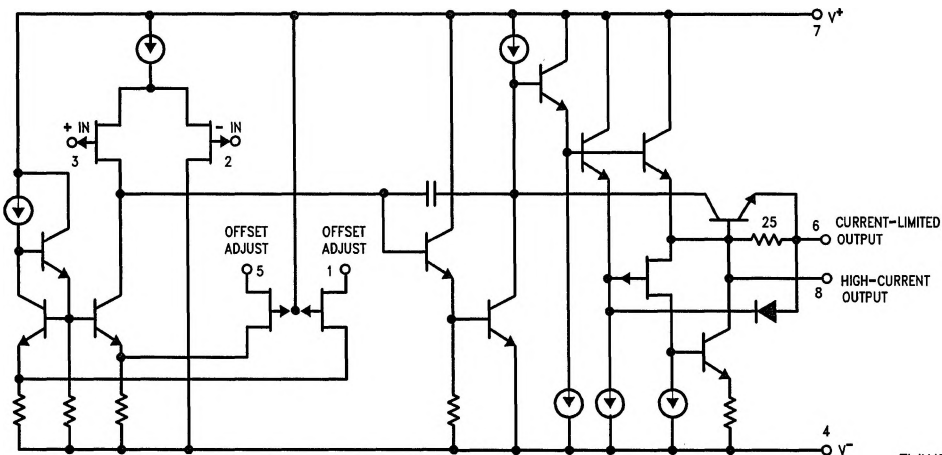 V+
7
+ IN
3
- IN
2
OFFSET
ADJUST
5
OFFSET
ADJUST
1
25
6
CURRENT-LIMITED
OUTPUT
8
HIGH-CURRENT
OUTPUT
4
V-